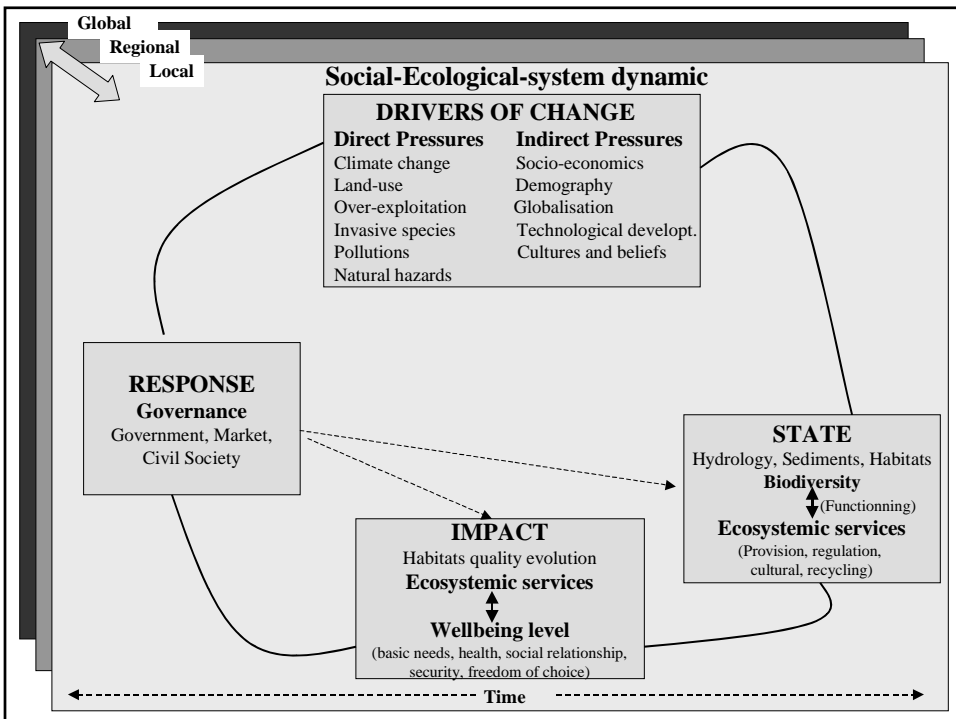 Global
Regional
Local
Social-Ecological-system dynamic
DRIVERS OF CHANGE
Direct Pressures
Climate change
Land-use
Over-exploitation
Invasive species
Pollutions
Natural hazards
Indirect Pressures
Socio-economics
Demography
Globalisation
Technological developt.
Cultures and beliefs
RESPONSE
Governance
Government, Market,
Civil Society
STATE
Hydrology, Sediments, Habitats
Biodiversity
(Functionning)
Ecosystemic services
(Provision, regulation,
cultural, recycling)
IMPACT
Habitats quality evolution
Ecosystemic services
Wellbeing level
(basic needs, health, social relationship,
security, freedom of choice)
Time